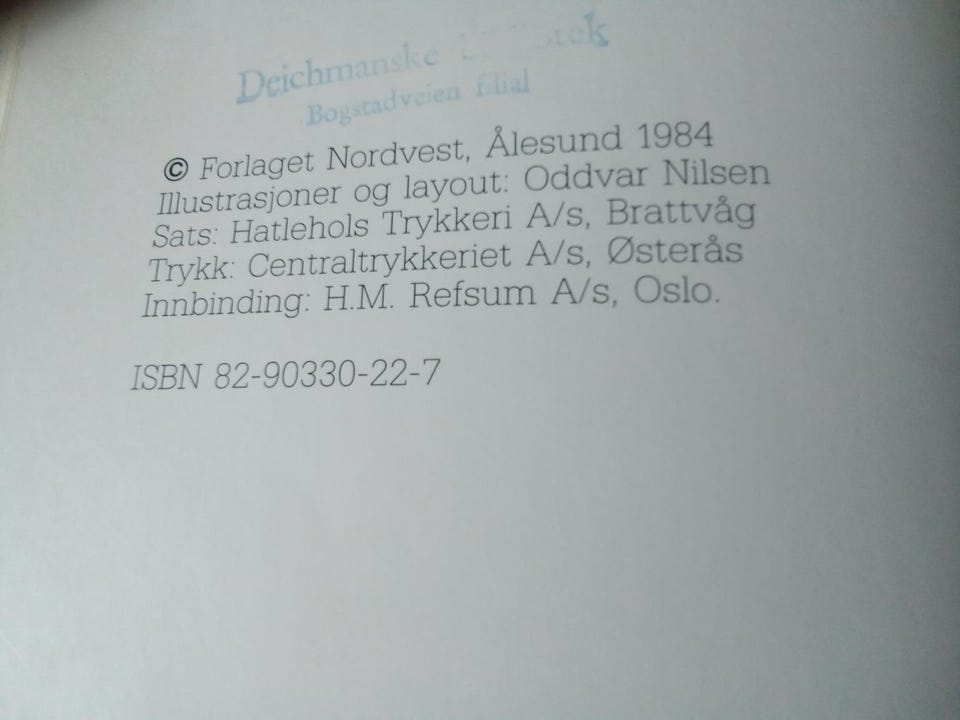 Deichmanske
Bogstadveien filial
© Forlaget Nordvest, Ålesund 1984
Illustrasjoner og layout: Oddvar Nilsen
Sats: Hatlehols Trykkeri A/s, Brattvåg
Trykk: Centraltrykkeriet A/s, Østerås
Innbinding: H.M. Refsum A/s, Oslo.
ISBN 82-90330-22-7